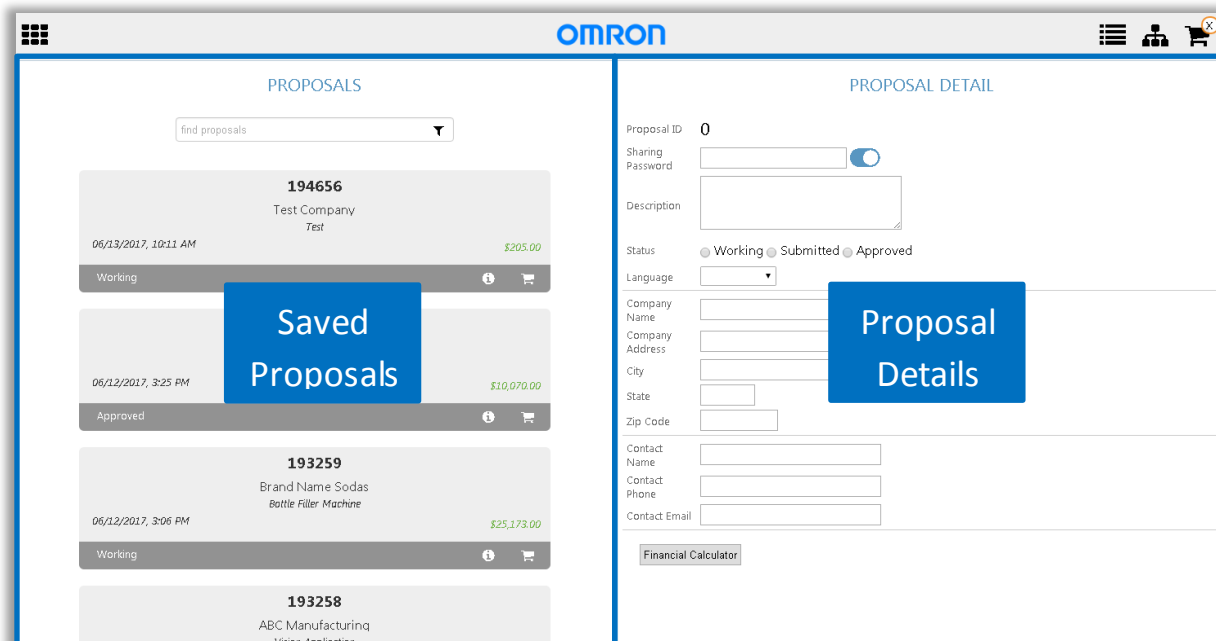 OMRON
X
PROPOSALS
find proposals
194656
Test Company
Test
06/13/2017, 10:11 AM
$205.00
Working
Saved
Proposals
06/12/2017, 3:25 PM
$10,070.00
Approved
193259
Brand Name Sodas
Bottle Filler Machine
06/12/2017, 3:06 PM
$25,173.00
Working
193258
ABC Manufacturing
Vision Application
PROPOSAL DETAIL
Proposal ID 0
Sharing
Password
Description
Status Working Submitted Approved
Language
Company
Name
Company
Address
City
State
Zip Code
Proposal
Details
Contact
Name
Contact
Phone
Contact Email
Financial Calculator